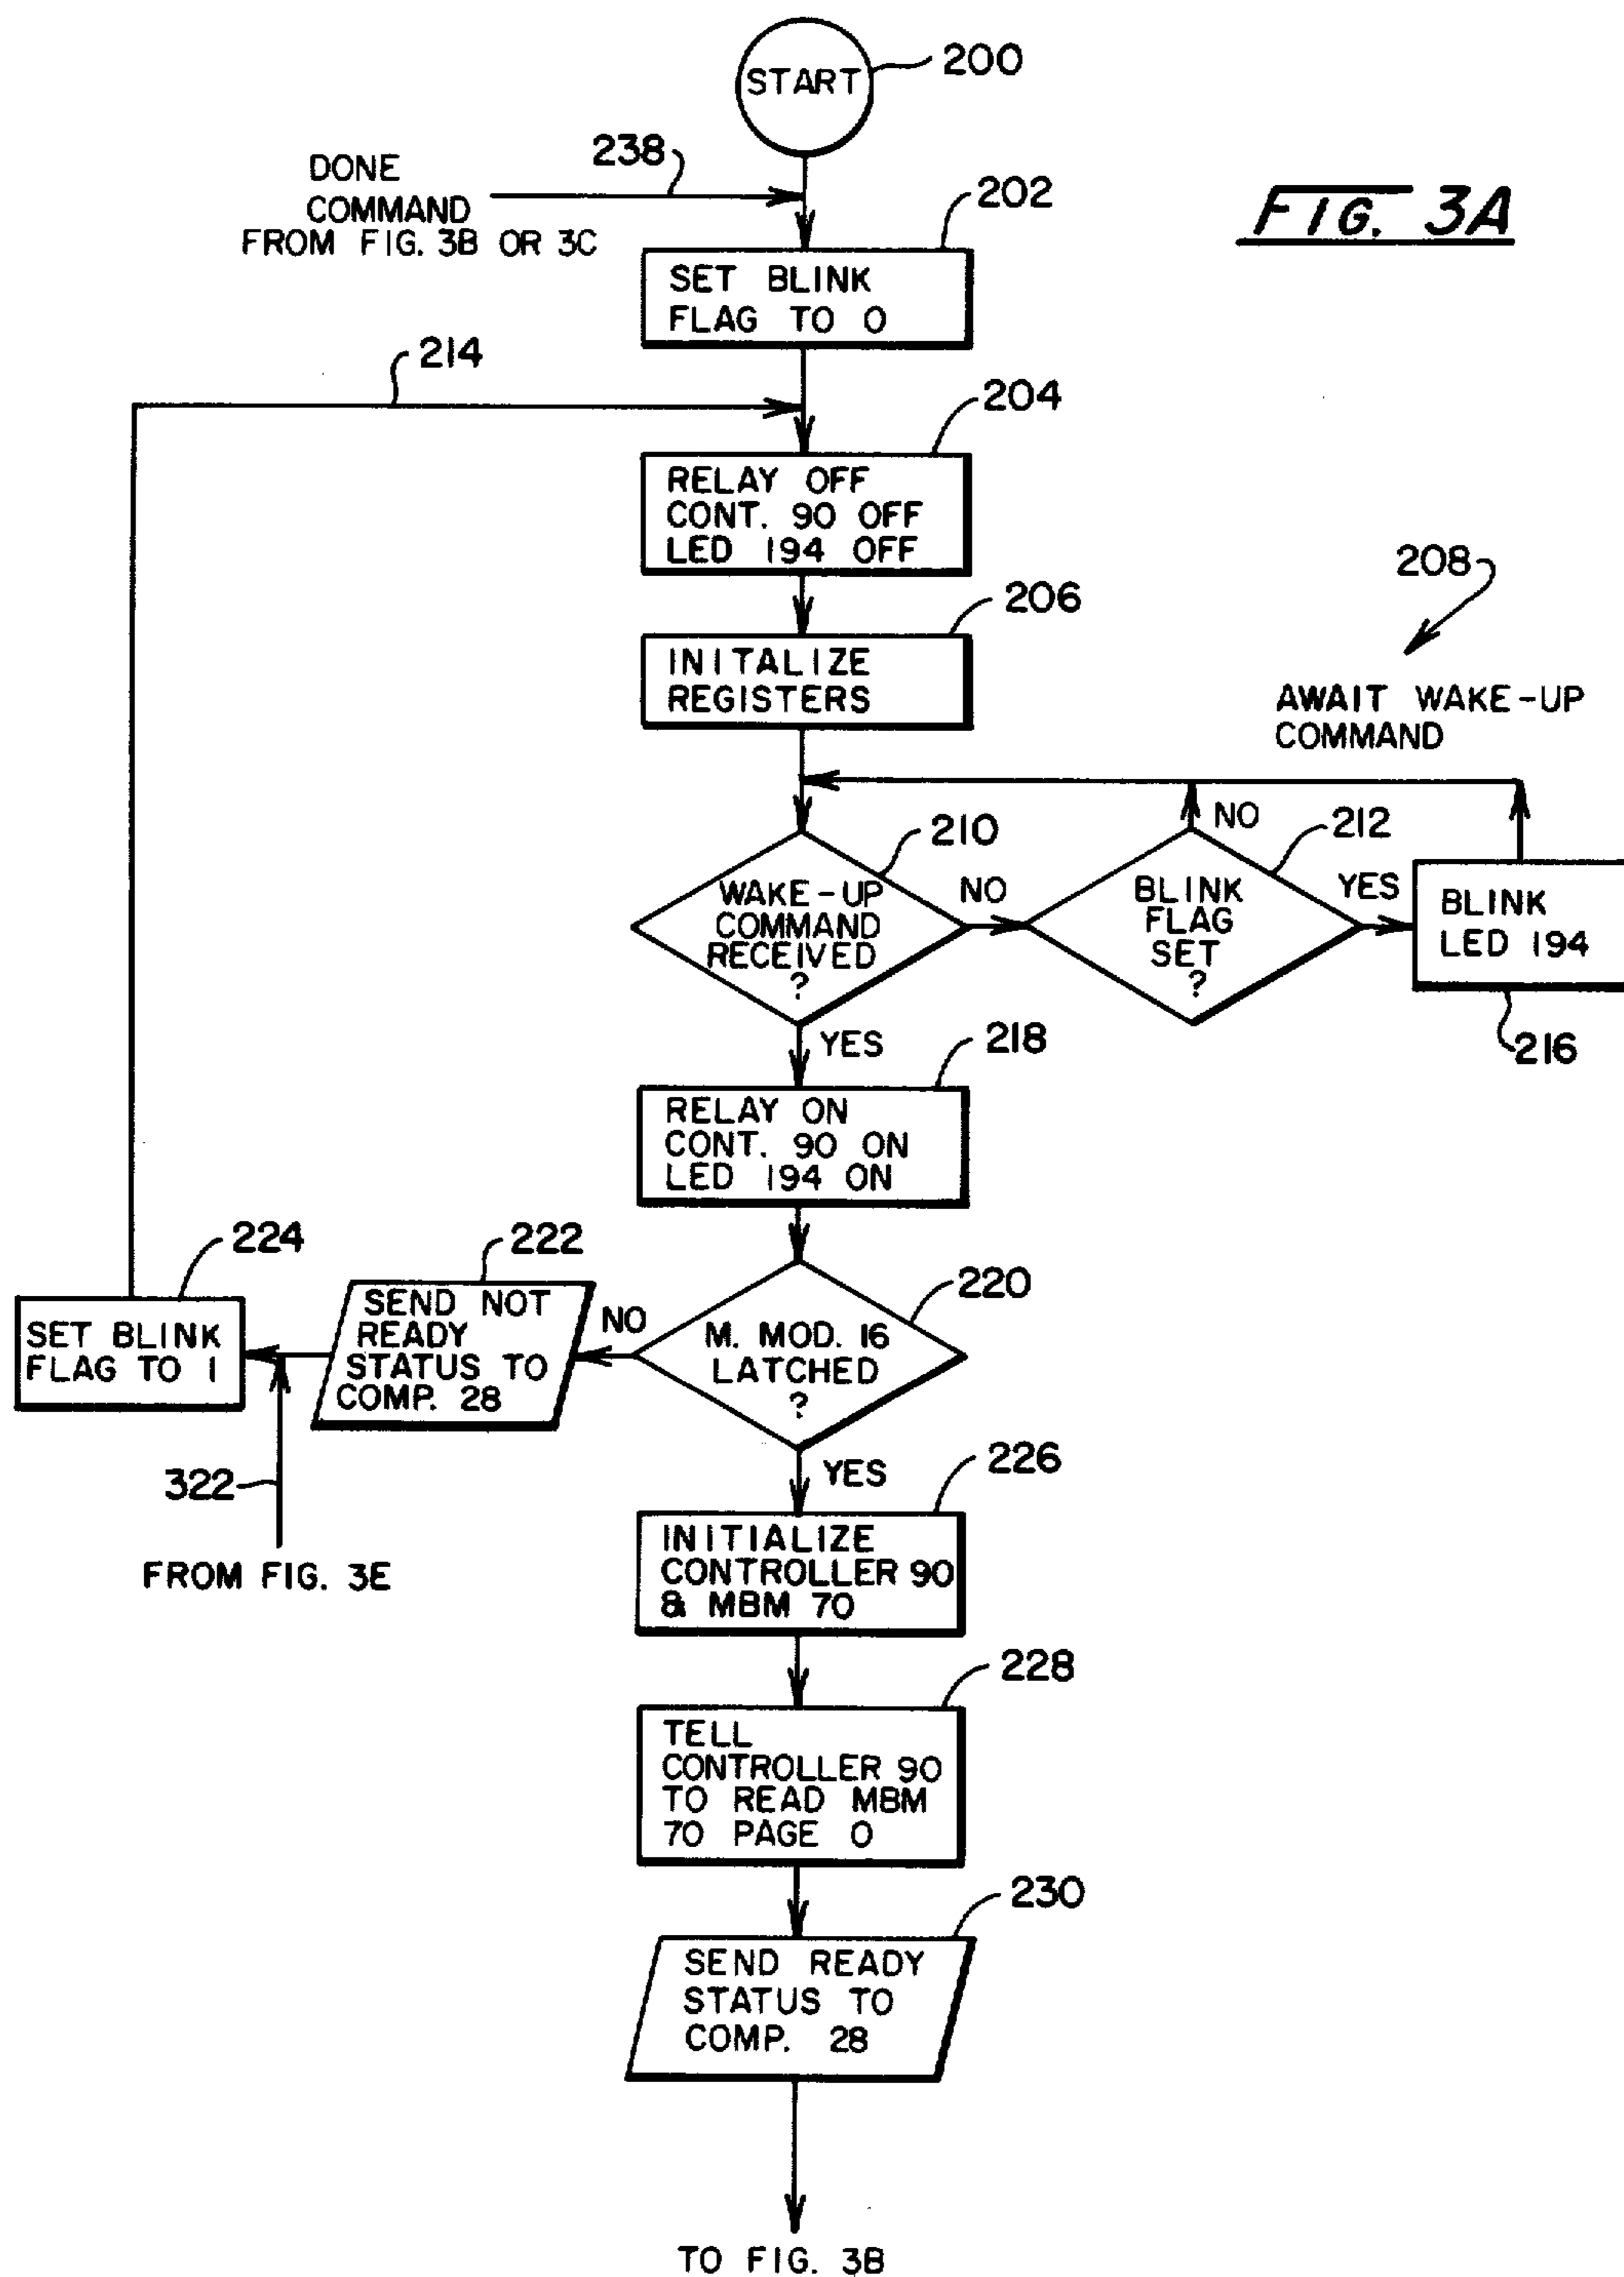 START
200
238
DONE
COMMAND
FROM FIG. 3B OR 3C
FIG. 3A
202
SET BLINK
FLAG TO 0
214
204
RELAY OFF
CONT. 90 OFF
LED 194 OFF
206
INITALIZE
REGISTERS
208
AWAIT WAKE-UP
COMMAND
210
WAKE-UP
COMMAND
RECEIVED
?
NO
212
NO
BLINK
FLAG
SET
?
YES
BLINK
LED 194
216
YES
218
RELAY ON
CONT. 90 ON
LED 194 ON
220
M. MOD. 16
LATCHED
?
NO
222
SEND NOT
READY
STATUS TO
COMP. 28
224
SET BLINK
FLAG TO 1
322
FROM FIG. 3E
YES
226
INITIALIZE
CONTROLLER 90
& MBM 70
228
TELL
CONTROLLER 90
TO READ MBM
70 PAGE 0
230
SEND READY
STATUS TO
COMP. 28
TO FIG. 3B